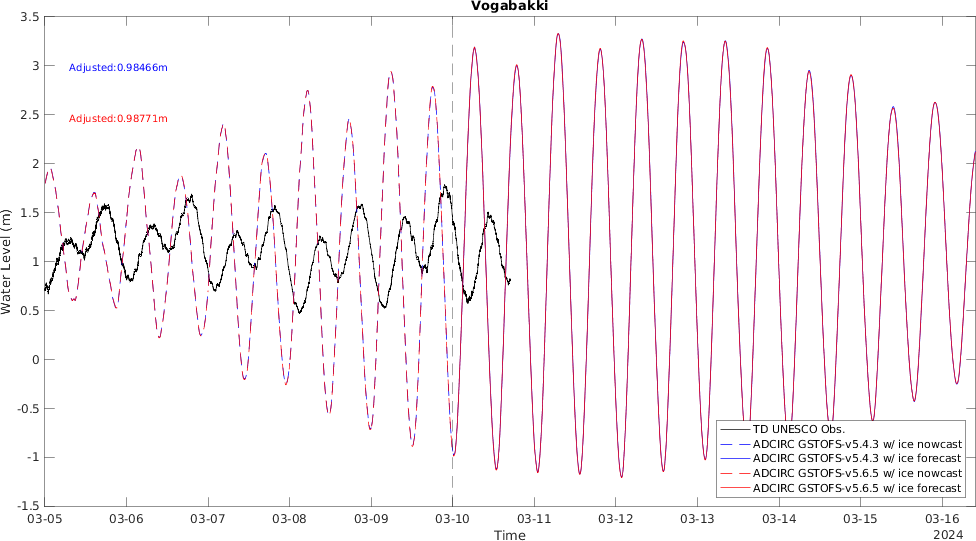 Vogabakki
3.5
3
2.5
2
1.5
1
0.5
0
-0.5
-1
-1.5
Water Level (m)
Adjusted:0.98466m
Adjusted:0.98771m
TD UNESCO Obs.
ADCIRC GSTOFS-v5.4.3 w/ ice nowcast
ADCIRC GSTOFS-v5.4.3 w/ ice forecast
ADCIRC GSTOFS-v5.6.5 w/ ice nowcast
ADCIRC GSTOFS-v5.6.5 w/ ice forecast
03-05 03-06 03-07 03-08 03-09 03-10 03-11 03-12 03-13 03-14 03-15 03-16
Time
2024